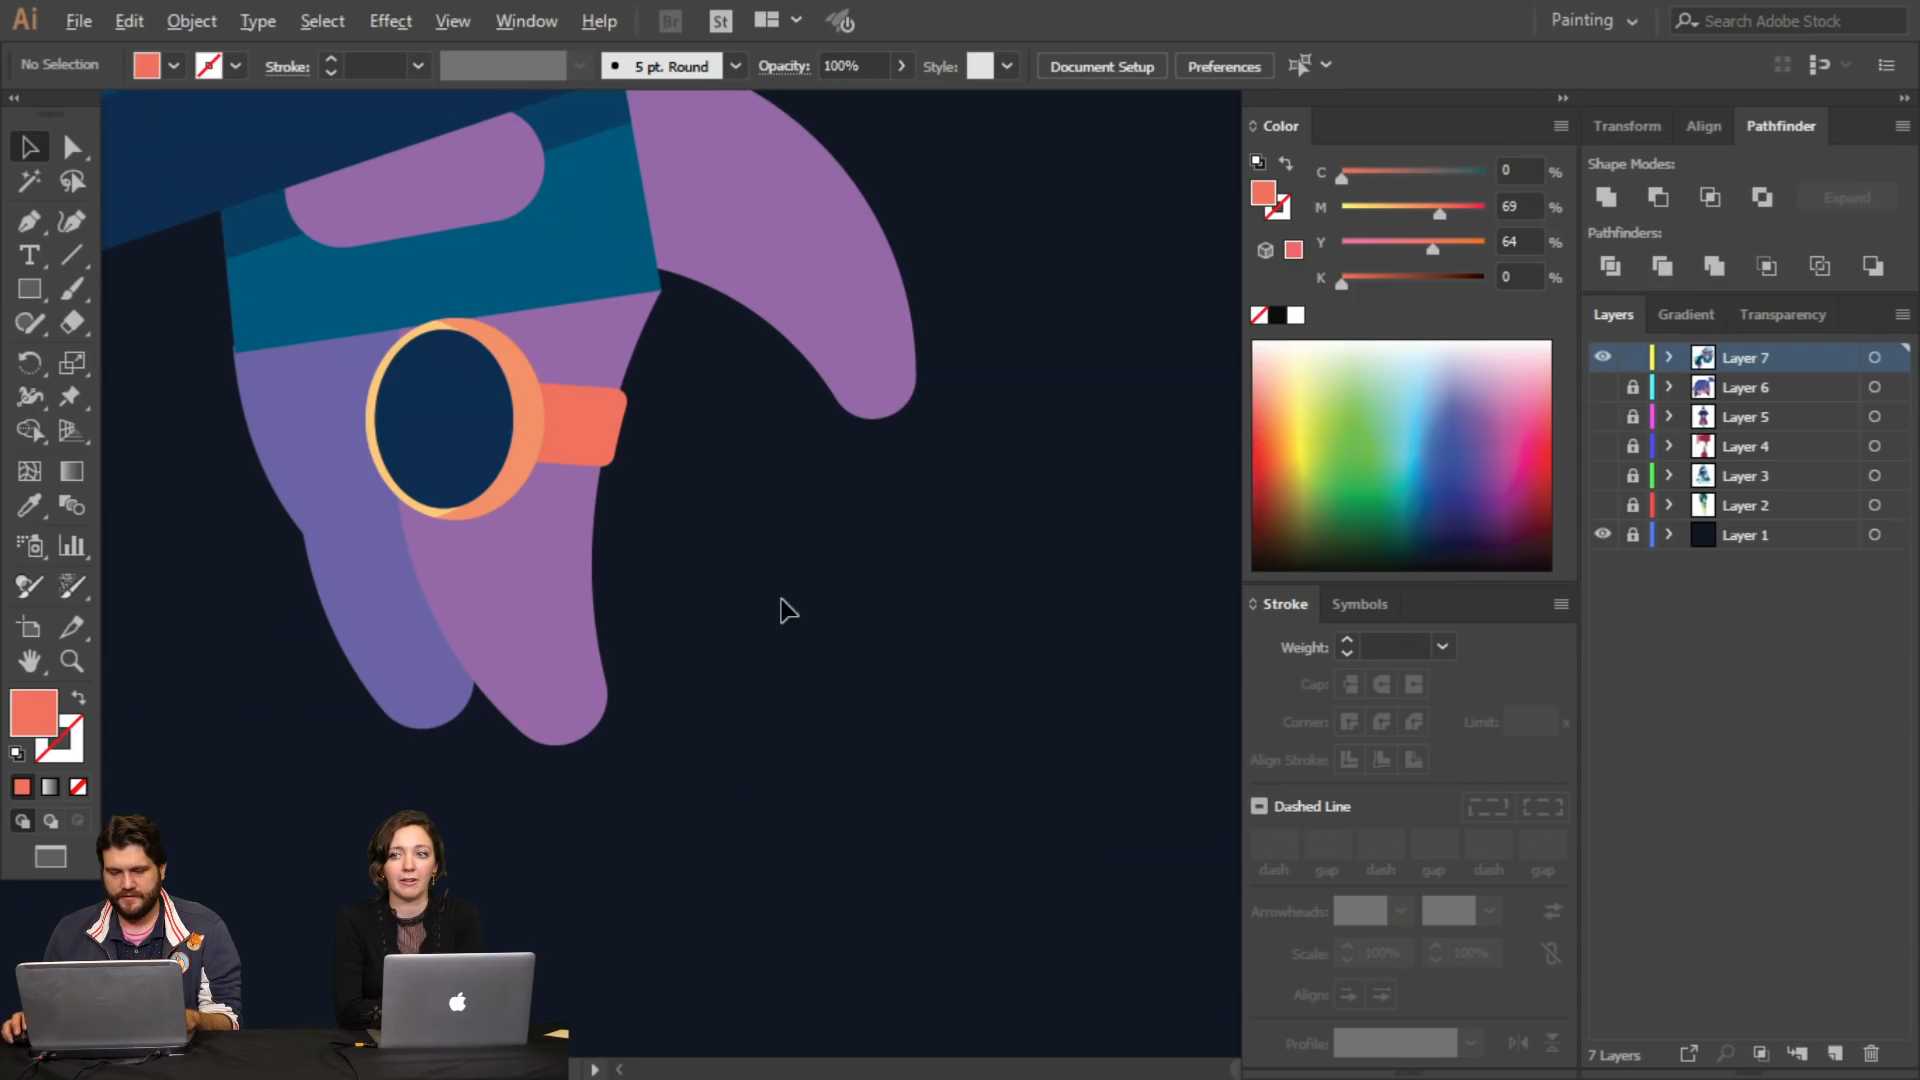 Ai File Edit Object Type Select Effect View Window Help Br St Painting Search Adobe Stock
No Selection Stroke: 5 pt. Round Opacity: 100% Style: Document Setup Preferences
Color
C 0 %
M 69 %
Y 64 %
K 0 %
Stroke Symbols
Weight:
Cap:
Corner: Limit: x
Align Stroke:
Dashed Line
dash gap dash gap dash gap
Arrowheads:
Scale: 100% 100%
Align:
Profile:
Transform Align Pathfinder
Shape Modes:
Expand
Pathfinders:
Layers Gradient Transparency
Layer 7
Layer 6
Layer 5
Layer 4
Layer 3
Layer 2
Layer 1
7 Layers